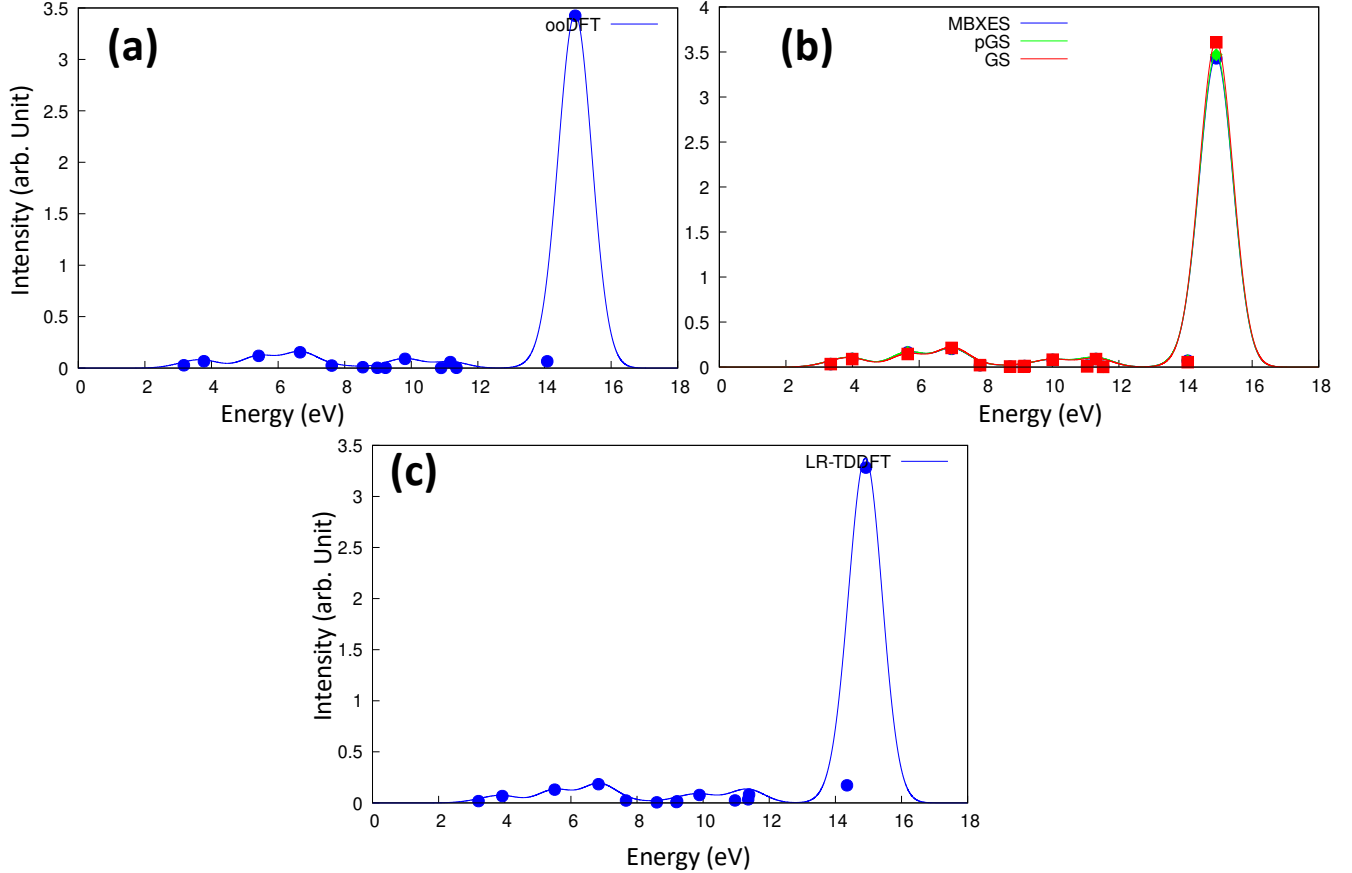 (a)
ooDFT
3.5
3
2.5
2
1.5
1
0.5
0
0 2 4 6 8 10 12 14 16 18
Intensity (arb. Unit)
Energy (eV)
(b)
MBXES
pGS
GS
4
3.5
3
2.5
2
1.5
1
0.5
0
0 2 4 6 8 10 12 14 16 18
Energy (eV)
(c)
LR-TDDFT
3.5
3
2.5
2
1.5
1
0.5
0
0 2 4 6 8 10 12 14 16 18
Intensity (arb. Unit)
Energy (eV)